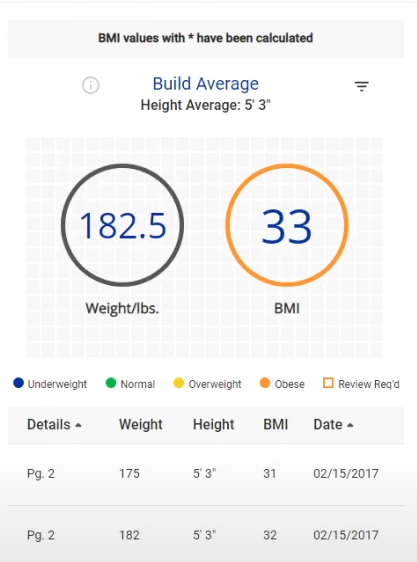 BMI values with * have been calculated
Build Average
Height Average: 5' 3"
182.5
33
Weight/lbs.
BMI
Underweight Normal Overweight Obese Review Req'd
Details Weight Height BMI Date
Pg. 2 175 5' 3" 31 02/15/2017
Pg. 2 182 5' 3" 32 02/15/2017